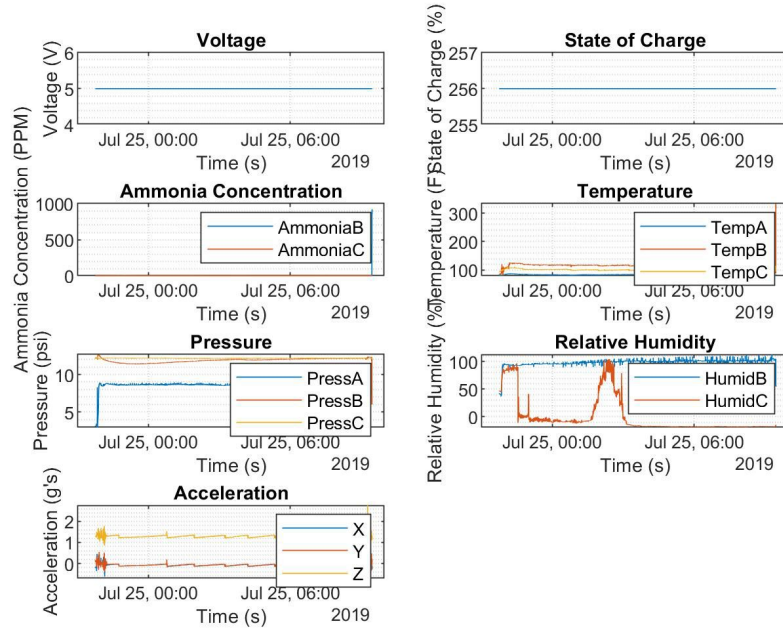 Voltage
Voltage (V)
6
5
4
Jul 25, 00:00
Jul 25, 06:00
Time (s)
2019
State of Charge
State of Charge (%)
257
256
255
Jul 25, 00:00
Jul 25, 06:00
Time (s)
2019
Ammonia Concentration
Ammonia Concentration (PPM)
1000
500
0
AmmoniaB
AmmoniaC
Jul 25, 00:00
Jul 25, 06:00
Time (s)
2019
Temperature
Temperature (F)
300
200
100
TempA
TempB
TempC
Jul 25, 00:00
Jul 25, 06:00
Time (s)
2019
Pressure
Pressure (psi)
10
5
PressA
PressB
PressC
Jul 25, 00:00
Jul 25, 06:00
Time (s)
2019
Relative Humidity
Relative Humidity (%)
100
50
0
HumidB
HumidC
Jul 25, 00:00
Jul 25, 06:00
Time (s)
2019
Acceleration
Acceleration (g's)
2
1
0
X
Y
Z
Jul 25, 00:00
Jul 25, 06:00
Time (s)
2019